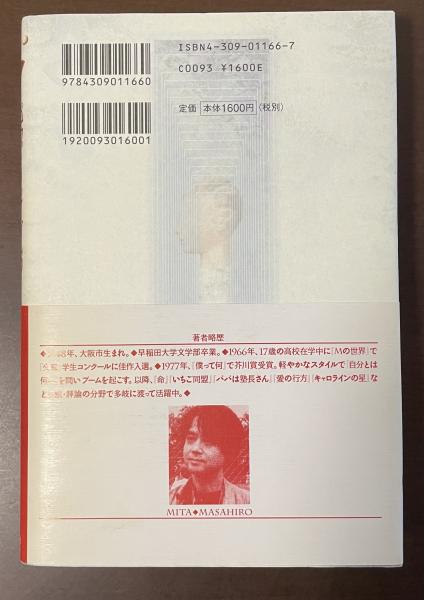 ISBN4-309-01166-7
9784309011660
C0093 ¥1600E
定価 本体1600円(税別)
1920093016001
著者略歴
8年、大阪市生まれ。◆早稲田大学文学部卒業。◆1966年、17歳の高校在学中に『Mの世界』で
学生コンクールに佳作入選。◆1977年、『僕って何』で芥川賞受賞。軽やかなスタイルで「自分とは
何を問いブームを起こす。以降、『命』『いちご同盟』『パパは塾長さん』『愛の行方』『キャロラインの星』な
ど・評論の分野で多岐に渡って活躍中。◆
MITA◆MASAHIRO